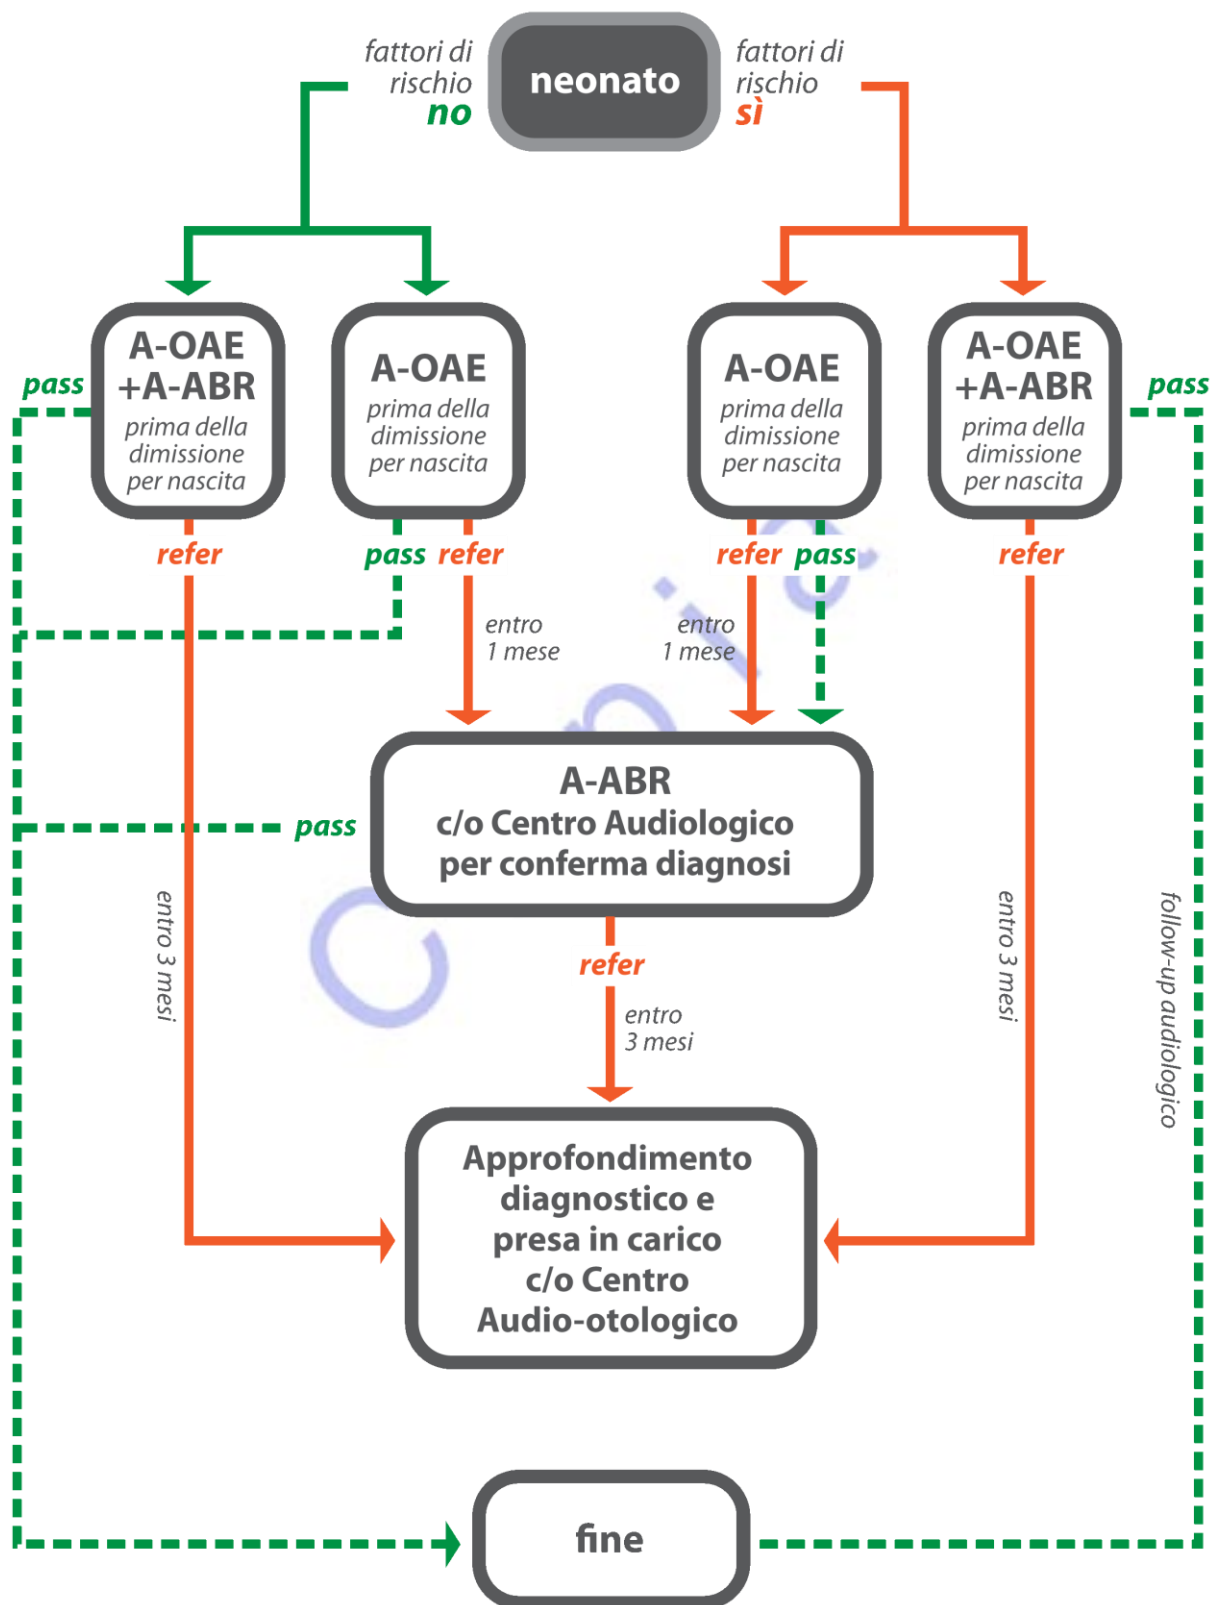 fattori di
rischio
no
neonato
fattori di
rischio
sì
A-OAE
+A-ABR
prima della
dimissione
per nascita
A-OAE
prima della
dimissione
per nascita
A-OAE
prima della
dimissione
per nascita
A-OAE
+A-ABR
prima della
dimissione
per nascita
pass
pass
refer
pass
refer
refer
pass
refer
entro
1 mese
entro
1 mese
A-ABR
c/o Centro Audiologico
per conferma diagnosi
pass
entro 3 mesi
refer
entro
3 mesi
entro 3 mesi
follow-up audiologico
Approfondimento
diagnostico e
presa in carico
c/o Centro
Audio-otologico
fine
Copia